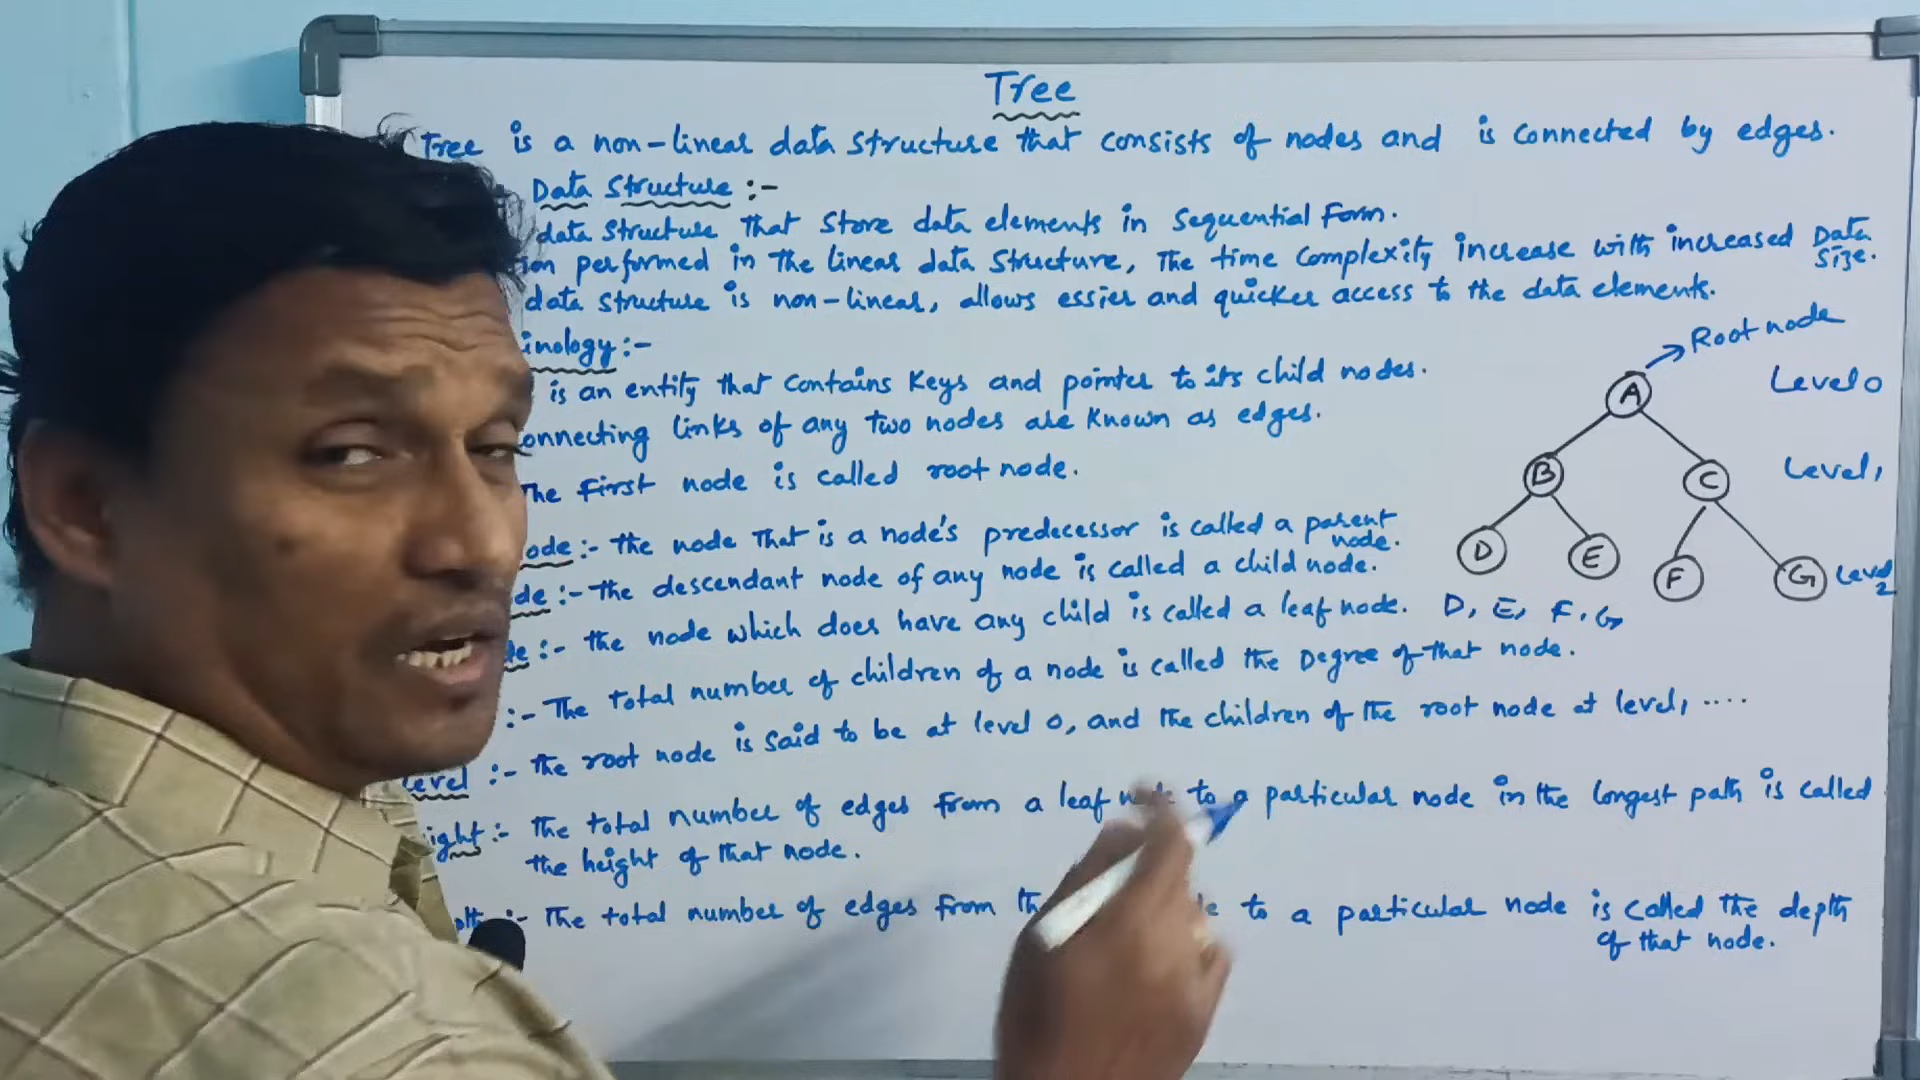 Tree
Tree is a non-linear data structure that consists of nodes and is connected by edges.
Data Structure :-
data structure that store data elements in sequential form.
performed in the linear data structure, the time complexity increase with increased Data
size.
data structure is non-linear, allows essier and quicker access to the data elements.
Root node
is an entity that contains keys and pointer to its child nodes.
A
Level 0
links of any two nodes are known as edges.
B
C
Level 1
The first node is called root node.
:- the node that is a node's predecessor is called a parent
node.
D
E
F
G
Level
2
:- the descendant node of any node is called a child node.
:- the node which does have any child is called a leaf node. D, E, F, G
:- The total number of children of a node is called the Degree of that node.
Level :- the root node is said to be at level 0, and the children of the root node at level 1 ....
:- the total number of edges from a leaf node to a particular node in the longest path is called
the height of that node.
:- The total number of edges from to a particular node is called the depth
of that node.